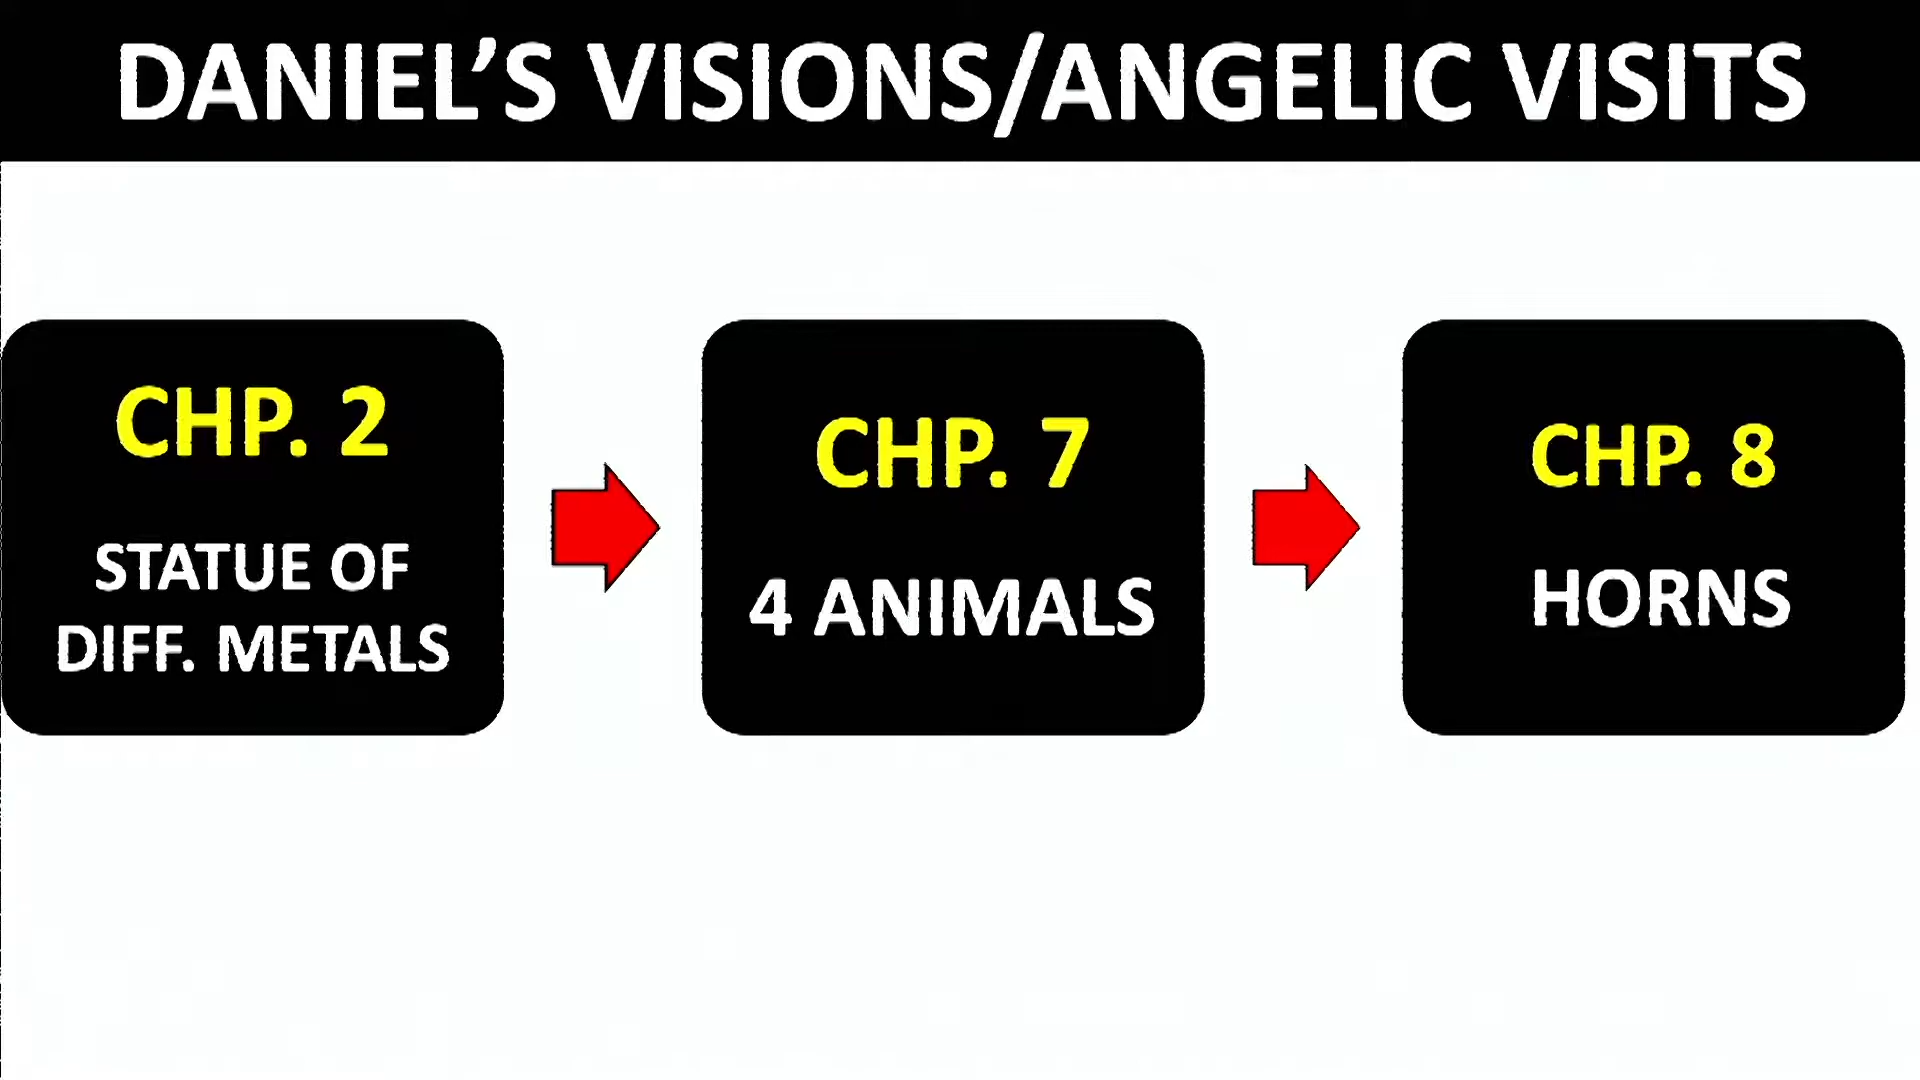 DANIEL’S VISIONS/ANGELIC VISITS
CHP. 2
STATUE OF
DIFF. METALS
CHP. 7
4 ANIMALS
CHP. 8
HORNS